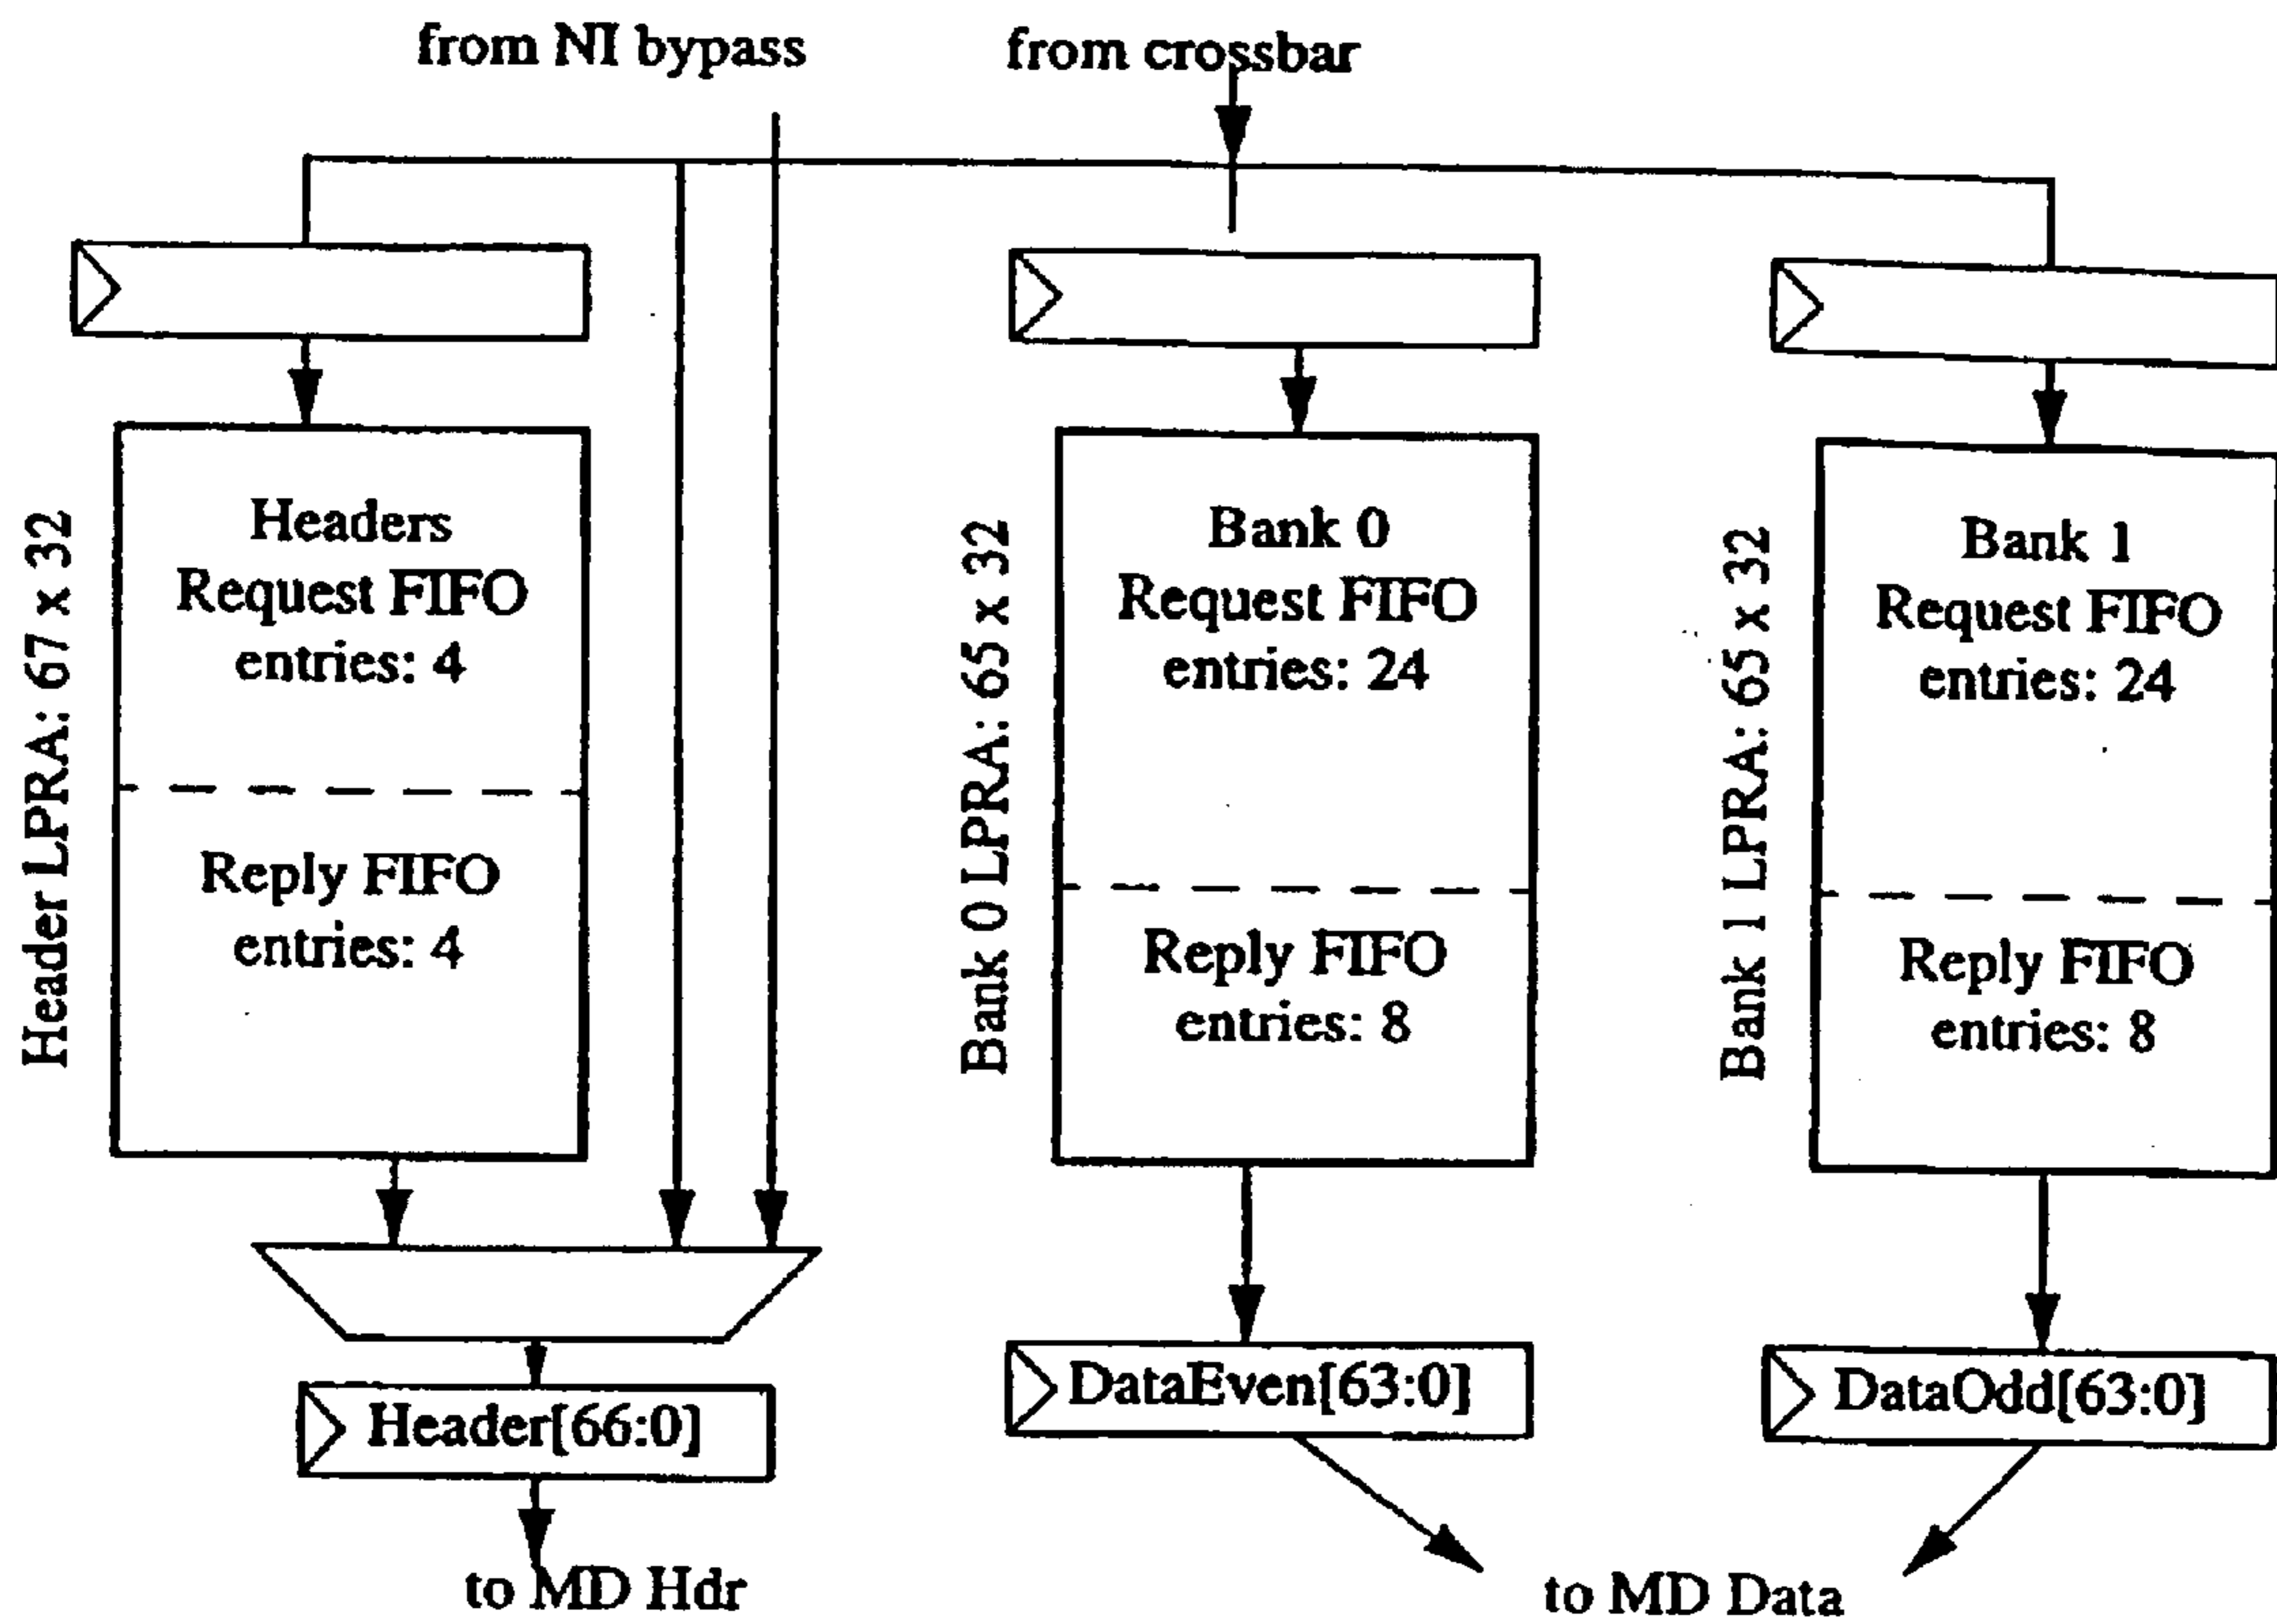 from NI bypass
from crossbar
Header LPRA: 67 x 32
Headers
Request FIFO
entries: 4
Reply FIFO
entries: 4
Bank 0 LPRA: 65 x 32
Bank 0
Request FIFO
entries: 24
Reply FIFO
entries: 8
Bank 1 LPRA: 65 x 32
Bank 1
Request FIFO
entries: 24
Reply FIFO
entries: 8
Header[66:0]
DataEven[63:0]
DataOdd[63:0]
to MD Hdr
to MD Data